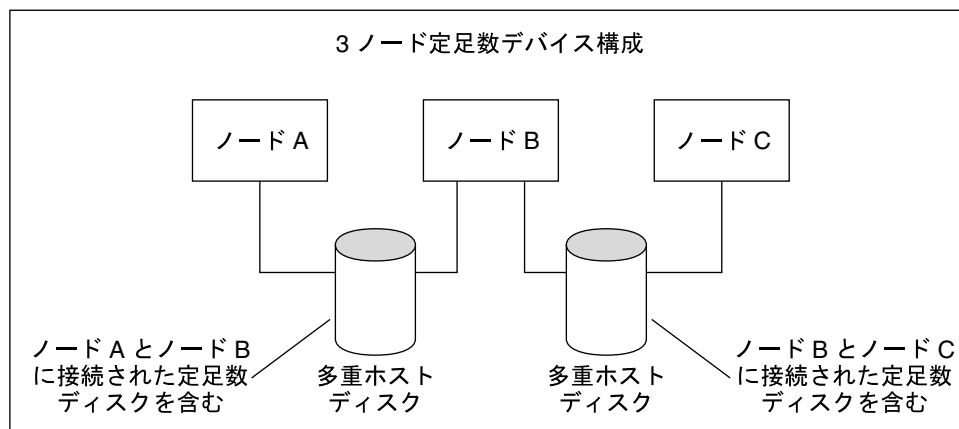 3 ノード定足数デバイス構成
ノード A
ノード B
ノード C
ノード A とノード B
に接続された定足数
ディスクを含む
多重ホスト
ディスク
多重ホスト
ディスク
ノード B とノード C
に接続された定足数
ディスクを含む